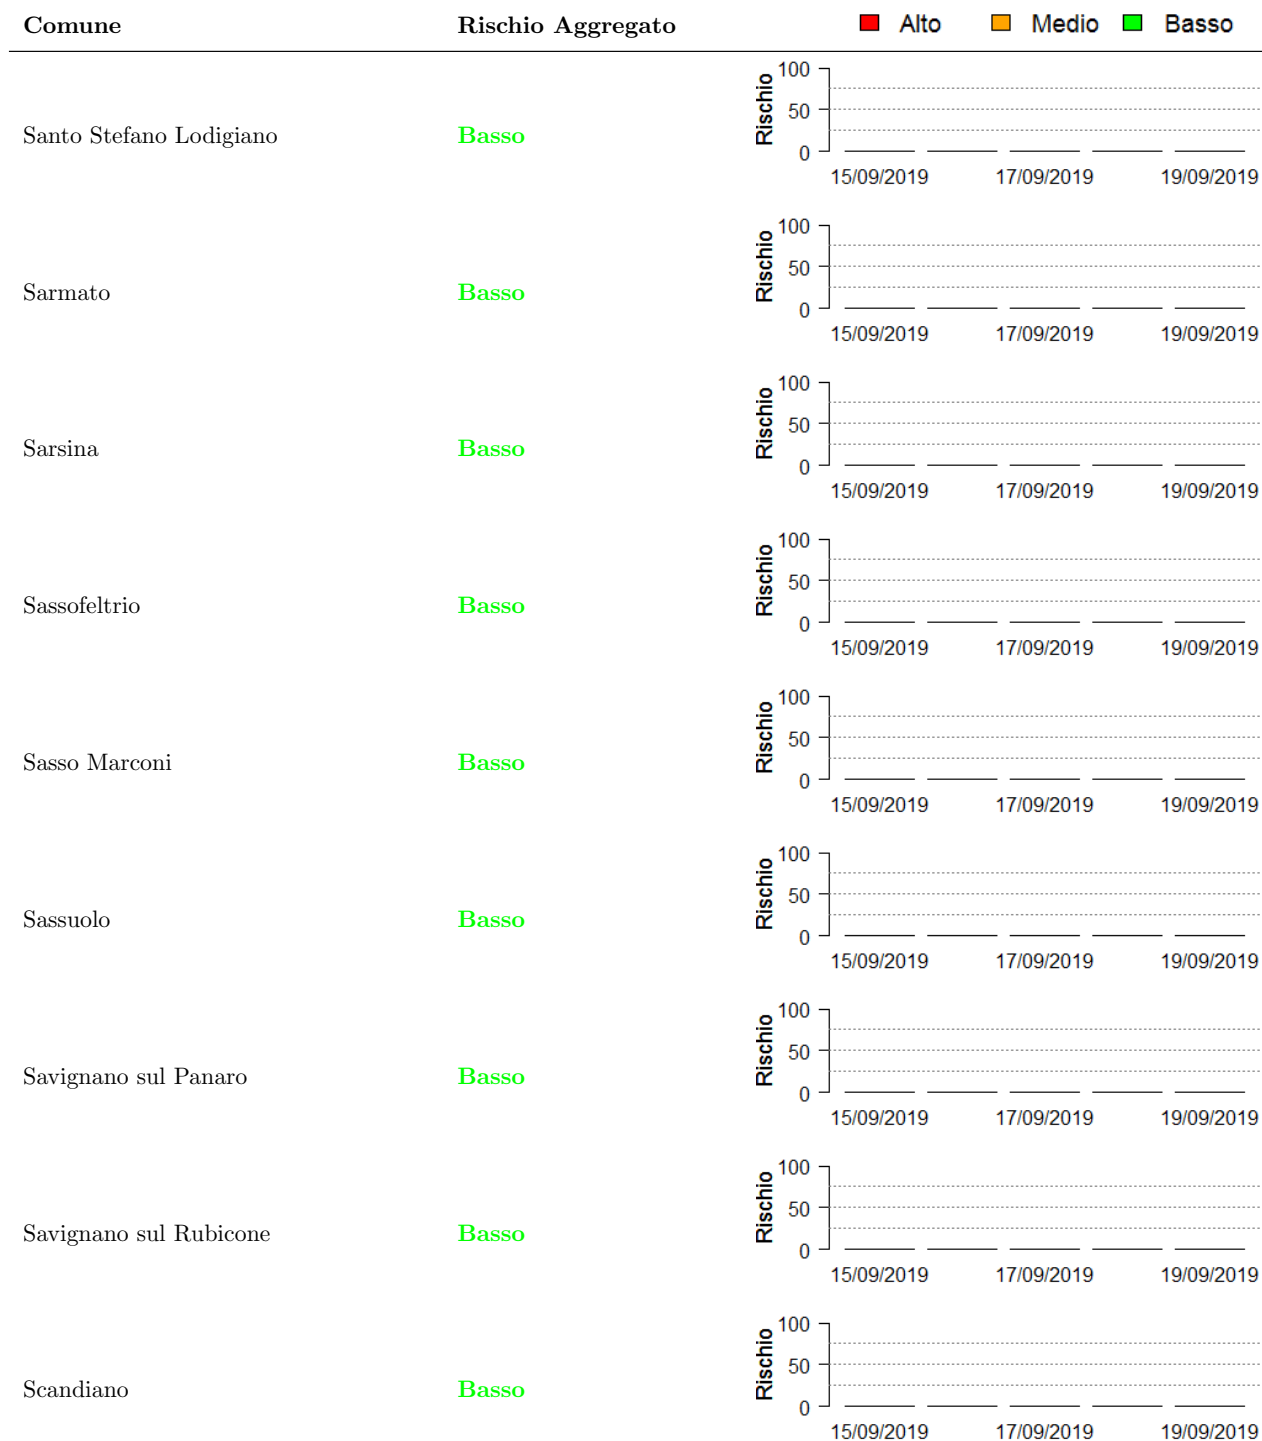 Comune Rischio Aggregato Alto Medio Basso
Santo Stefano Lodigiano Basso
Rischio
100
50
0
15/09/2019 17/09/2019 19/09/2019
Sarmato Basso
Rischio
100
50
0
15/09/2019 17/09/2019 19/09/2019
Sarsina Basso
Rischio
100
50
0
15/09/2019 17/09/2019 19/09/2019
Sassofeltrio Basso
Rischio
100
50
0
15/09/2019 17/09/2019 19/09/2019
Sasso Marconi Basso
Rischio
100
50
0
15/09/2019 17/09/2019 19/09/2019
Sassuolo Basso
Rischio
100
50
0
15/09/2019 17/09/2019 19/09/2019
Savignano sul Panaro Basso
Rischio
100
50
0
15/09/2019 17/09/2019 19/09/2019
Savignano sul Rubicone Basso
Rischio
100
50
0
15/09/2019 17/09/2019 19/09/2019
Scandiano Basso
Rischio
100
50
0
15/09/2019 17/09/2019 19/09/2019